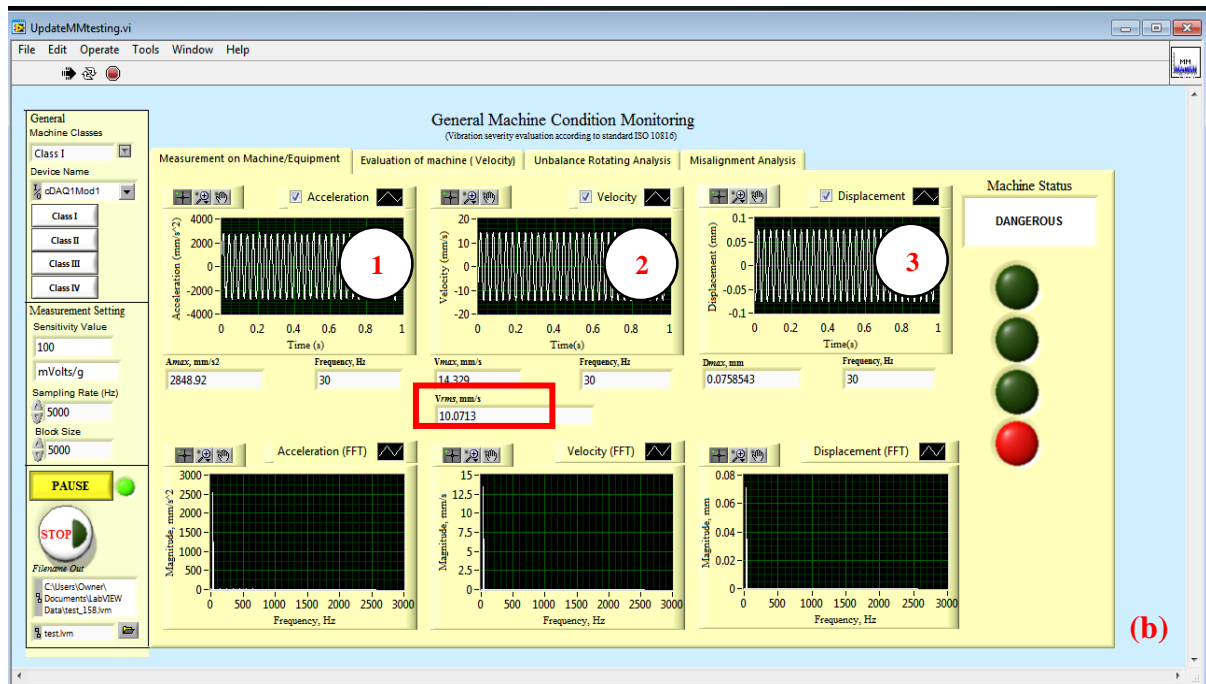 UpdateMMtesting.vi
File Edit Operate Tools Window Help
MM
General Machine Condition Monitoring
(Vibration severity evaluation according to standard ISO 10816)
General
Machine Classes
Class I
Device Name
cDAQ1Mod1
Class I
Class II
Class III
Class IV
Measurement Setting
Sensitivity Value
100
mVolts/g
Sampling Rate (Hz)
5000
Block Size
5000
PAUSE
STOP
Filename Out
C:\Users\Owner\
Documents\LabVIEW
Data\test_158.lvm
test.lvm
Measurement on Machine/Equipment Evaluation of machine ( Velocity) Unbalance Rotating Analysis Misalignment Analysis
Acceleration
Acceleration (mm/s^2)
4000
2000
0
-2000
-4000
0 0.2 0.4 0.6 0.8 1
Time (s)
1
Amax, mm/s2 Frequency, Hz
2848.92 30
Velocity
Velocity (mm/s)
20
10
0
-10
-20
0 0.2 0.4 0.6 0.8 1
Time(s)
2
Vmax, mm/s Frequency, Hz
14.329 30
Vrms, mm/s
10.0713
Displacement
Displacement (mm)
0.1
0.05
0
-0.05
-0.1
0 0.2 0.4 0.6 0.8 1
Time(s)
3
Dmax, mm Frequency, Hz
0.0758543 30
Acceleration (FFT)
Magnitude, mm/s^2
3000
2500
2000
1500
1000
500
0
0 500 1000 1500 2000 2500 3000
Frequency, Hz
Velocity (FFT)
Magnitude, mm/s
15
12.5
10
7.5
5
2.5
0
0 500 1000 1500 2000 2500 3000
Frequency, Hz
Displacement (FFT)
Magnitude, mm
0.08
0.06
0.04
0.02
0
0 500 1000 1500 2000 2500 3000
Frequency, Hz
Machine Status
DANGEROUS
(b)